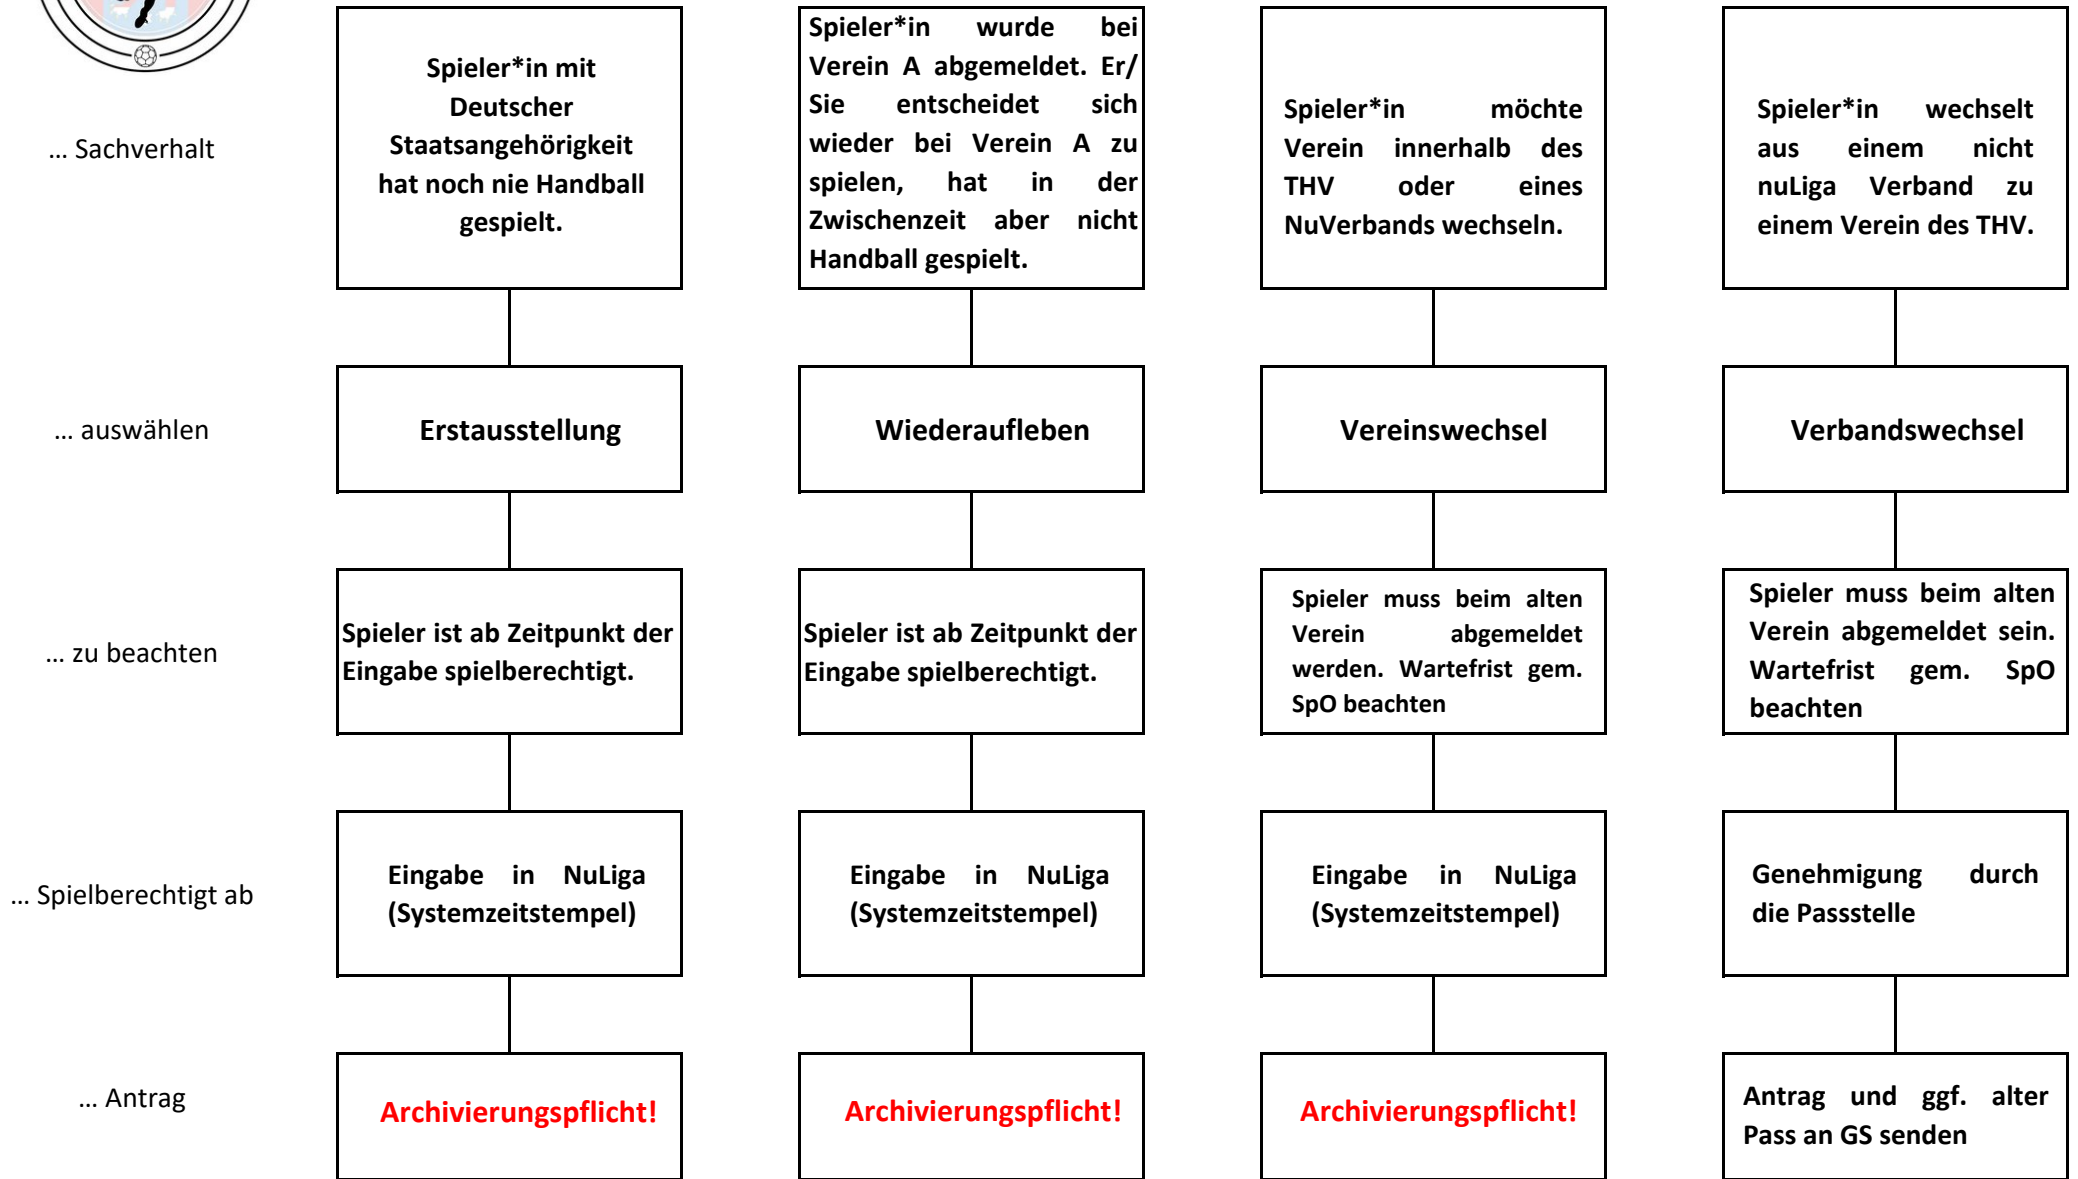 ... Sachverhalt
Spieler*in mit
Deutscher
Staatsangehörigkeit
hat noch nie Handball
gespielt.
Spieler*in wurde bei
Verein A abgemeldet. Er/
Sie entscheidet sich
wieder bei Verein A zu
spielen, hat in der
Zwischenzeit aber nicht
Handball gespielt.
Spieler*in möchte
Verein innerhalb des
THV oder eines
NuVerbands wechseln.
Spieler*in wechselt
aus einem nicht
nuLiga Verband zu
einem Verein des THV.
... auswählen
Erstausstellung
Wiederaufleben
Vereinswechsel
Verbandswechsel
... zu beachten
Spieler ist ab Zeitpunkt der
Eingabe spielberechtigt.
Spieler ist ab Zeitpunkt der
Eingabe spielberechtigt.
Spieler muss beim alten
Verein abgemeldet
werden. Wartefrist gem.
SpO beachten
Spieler muss beim alten
Verein abgemeldet sein.
Wartefrist gem. SpO
beachten
... Spielberechtigt ab
Eingabe in NuLiga
(Systemzeitstempel)
Eingabe in NuLiga
(Systemzeitstempel)
Eingabe in NuLiga
(Systemzeitstempel)
Genehmigung durch
die Passstelle
... Antrag
Archivierungspflicht!
Archivierungspflicht!
Archivierungspflicht!
Antrag und ggf. alter
Pass an GS senden